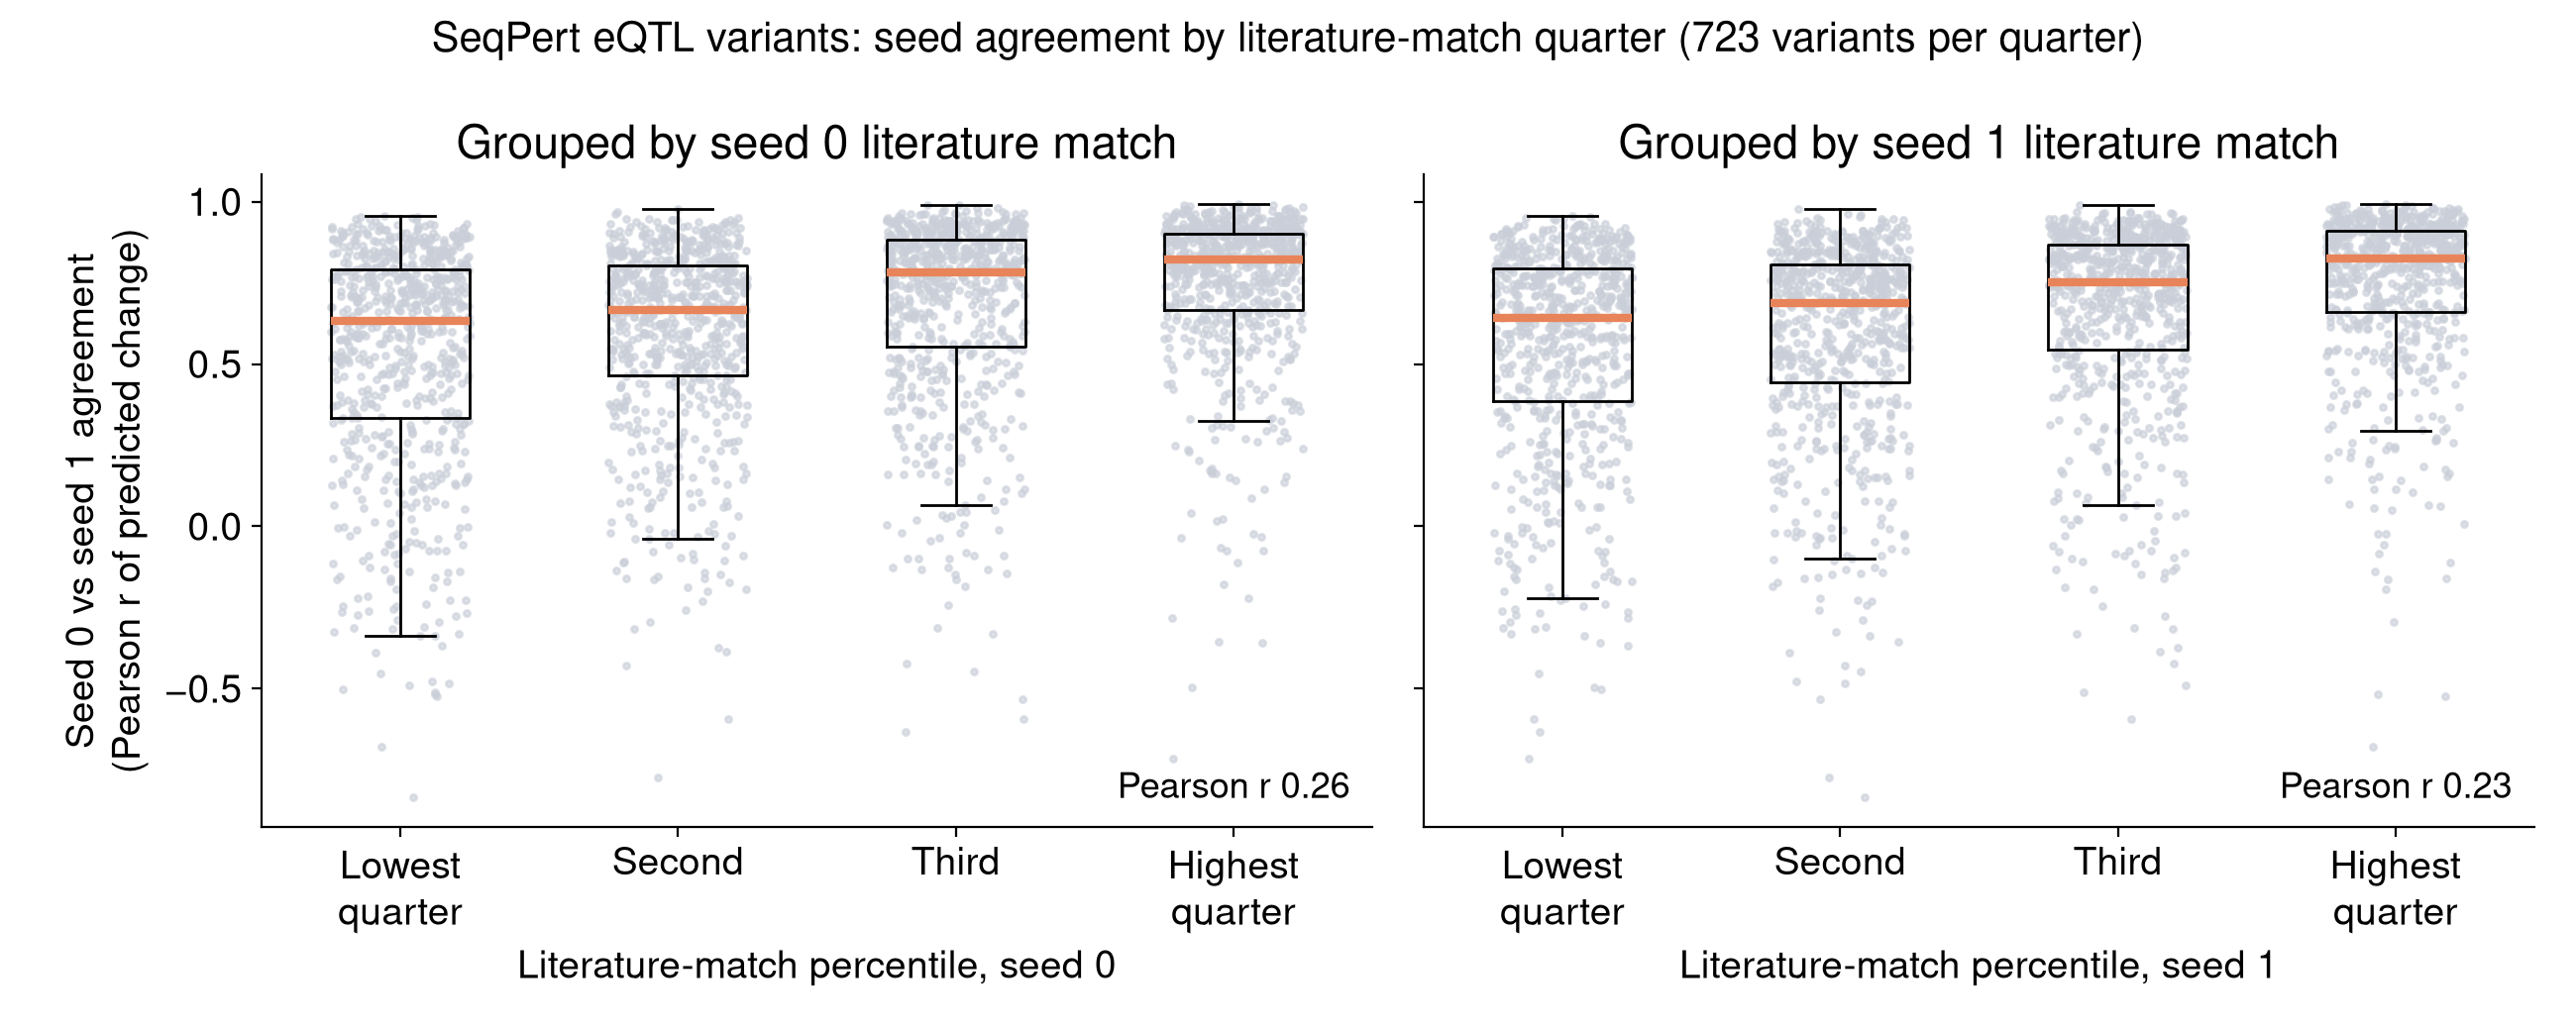 SeqPert eQTL variants: seed agreement by literature-match quarter (723 variants per quarter)
Grouped by seed 0 literature match
Grouped by seed 1 literature match
Seed 0 vs seed 1 agreement
(Pearson r of predicted change)
1.0
0.5
0.0
−0.5
Pearson r 0.26
Pearson r 0.23
Lowest
quarter
Second
Third
Highest
quarter
Lowest
quarter
Second
Third
Highest
quarter
Literature-match percentile, seed 0
Literature-match percentile, seed 1